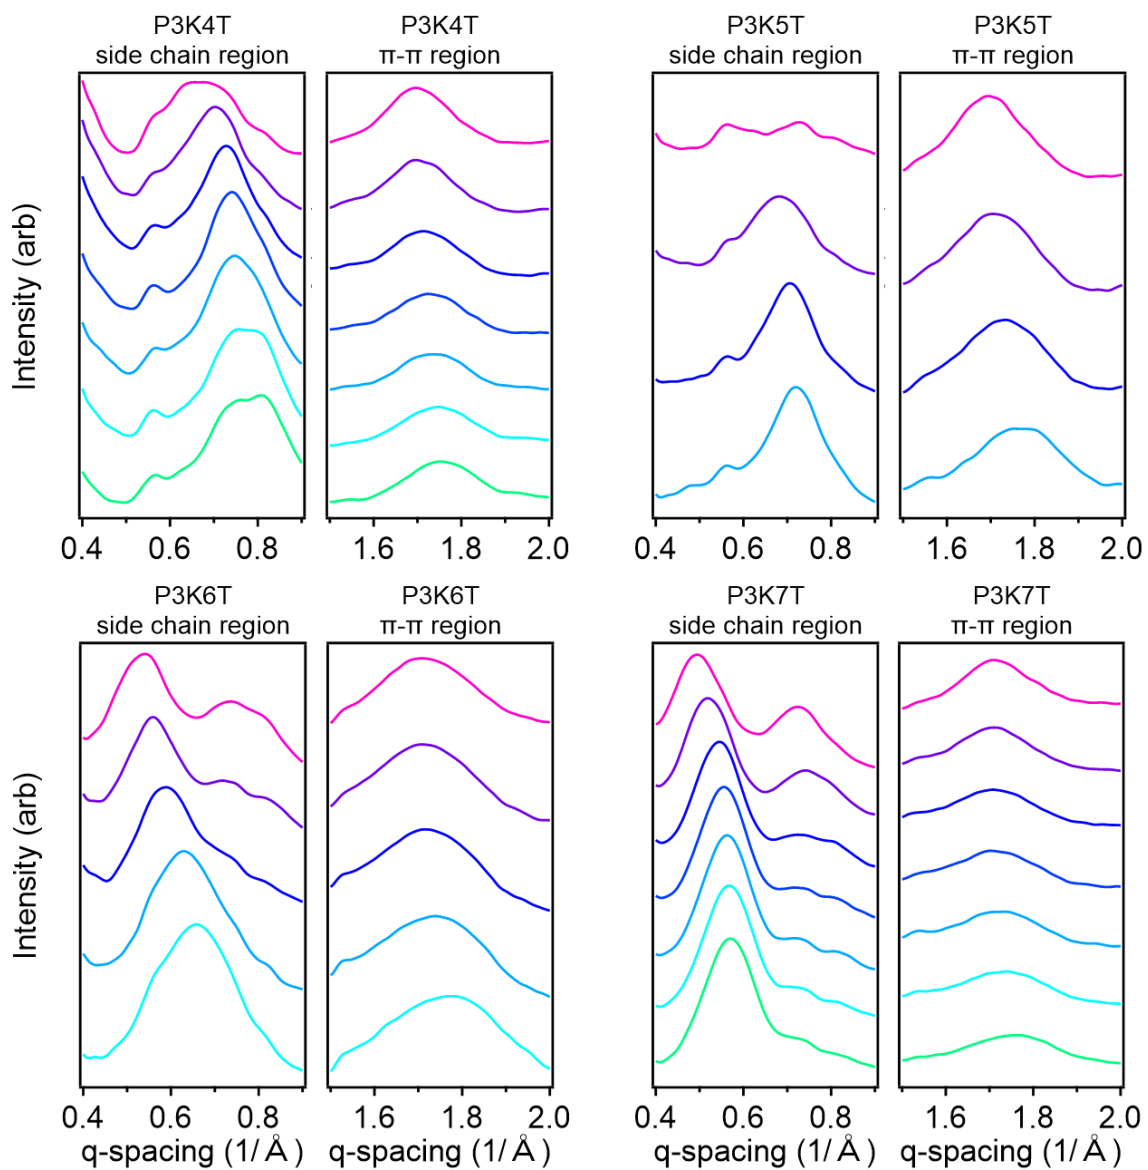 P3K4T
side chain region
P3K4T
π-π region
P3K5T
side chain region
P3K5T
π-π region
Intensity (arb)
0.4 0.6 0.8
1.6 1.8 2.0
0.4 0.6 0.8
1.6 1.8 2.0
P3K6T
side chain region
P3K6T
π-π region
P3K7T
side chain region
P3K7T
π-π region
Intensity (arb)
0.4 0.6 0.8
1.6 1.8 2.0
0.4 0.6 0.8
1.6 1.8 2.0
q-spacing (1/Å)
q-spacing (1/Å)
q-spacing (1/Å)
q-spacing (1/Å)